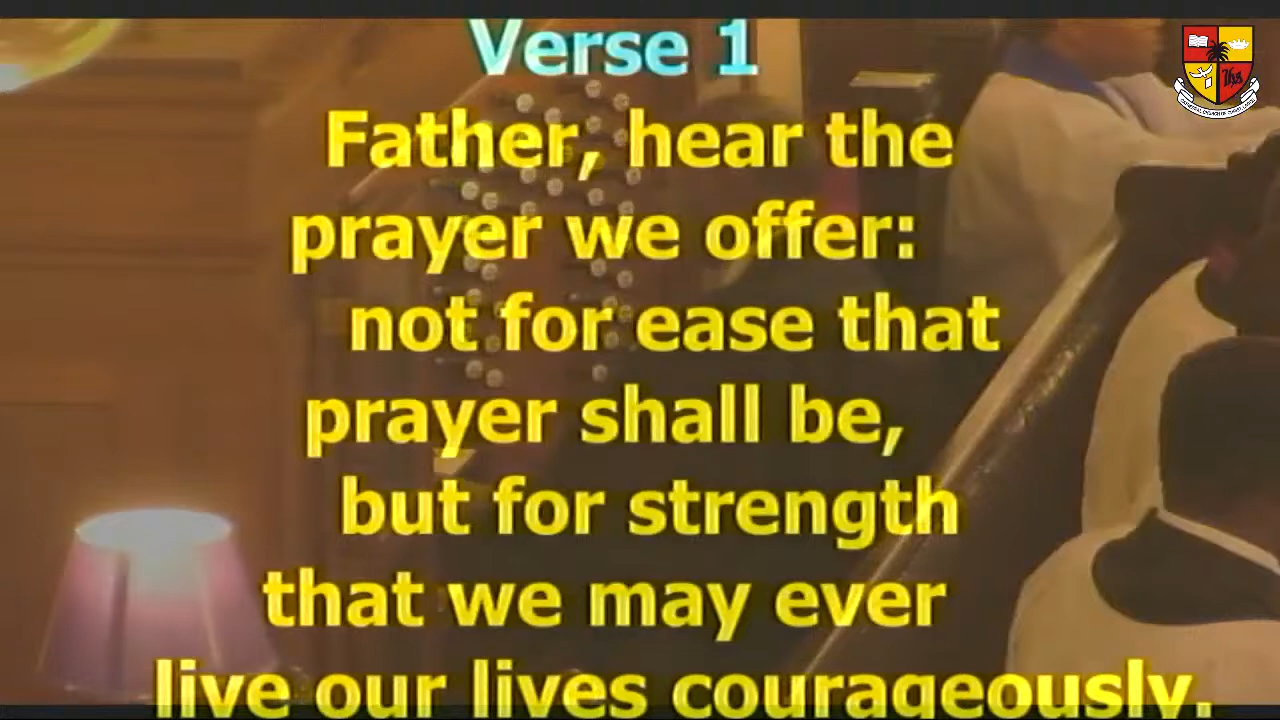 Verse 1
Father, hear the
prayer we offer:
not for ease that
prayer shall be,
but for strength
that we may ever
live our lives courageously.
Ihs